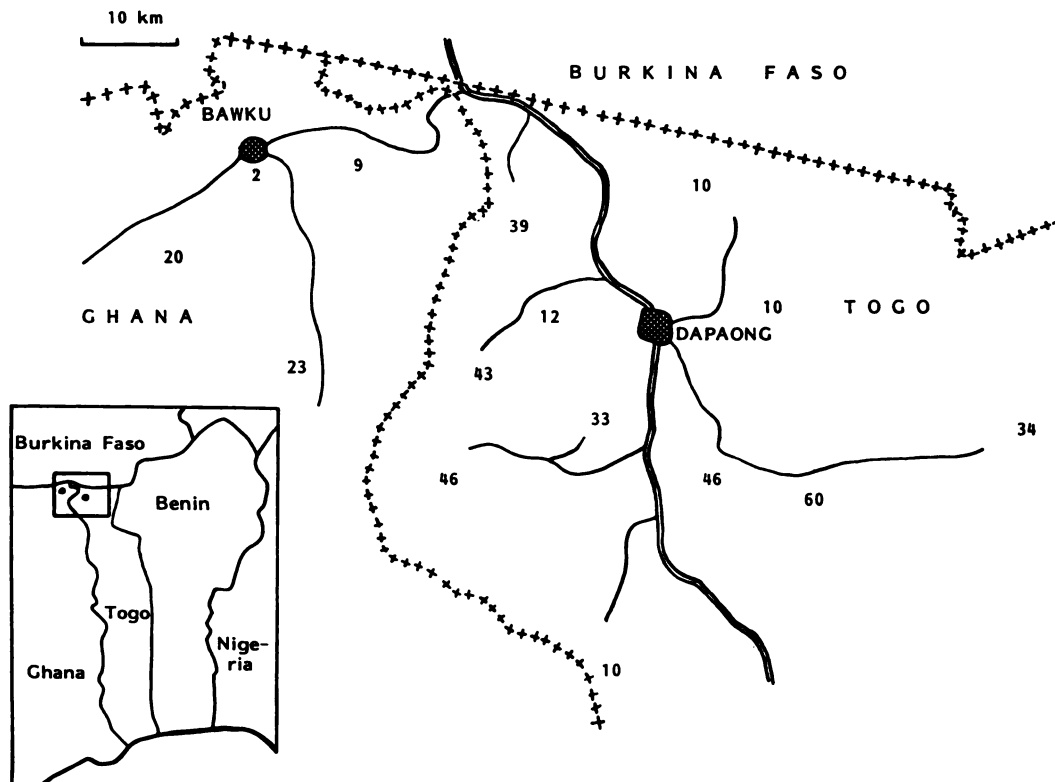 10 km
BURKINA FASO
BAWKU
2
9
10
39
20
GHANA
12
10
TOGO
DAPAONG
23
43
33
46
46
60
34
10
Burkina Faso
Benin
Togo
Ghana
Nige-
ria